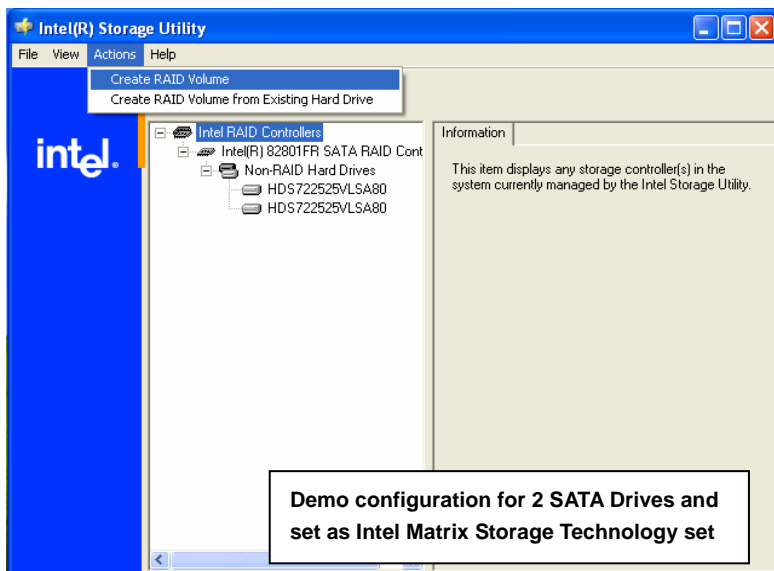 Intel(R) Storage Utility
File View Actions Help
Create RAID Volume
Create RAID Volume from Existing Hard Drive
intel.
Intel RAID Controllers
Intel(R) 82801FR SATA RAID Cont
Non-RAID Hard Drives
HDS722525VLSA80
HDS722525VLSA80
Information
This item displays any storage controller(s) in the
system currently managed by the Intel Storage Utility.
Demo configuration for 2 SATA Drives and
set as Intel Matrix Storage Technology set